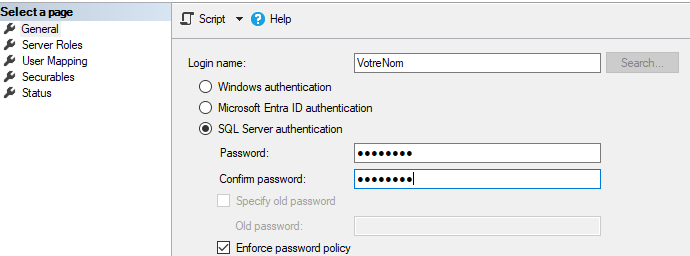 Select a page
General
Server Roles
User Mapping
Securables
Status
Script Help
Login name: VotreNom Search...
Windows authentication
Microsoft Entra ID authentication
SQL Server authentication
Password: ●●●●●●●●
Confirm password: ●●●●●●●●
Specify old password
Old password:
Enforce password policy